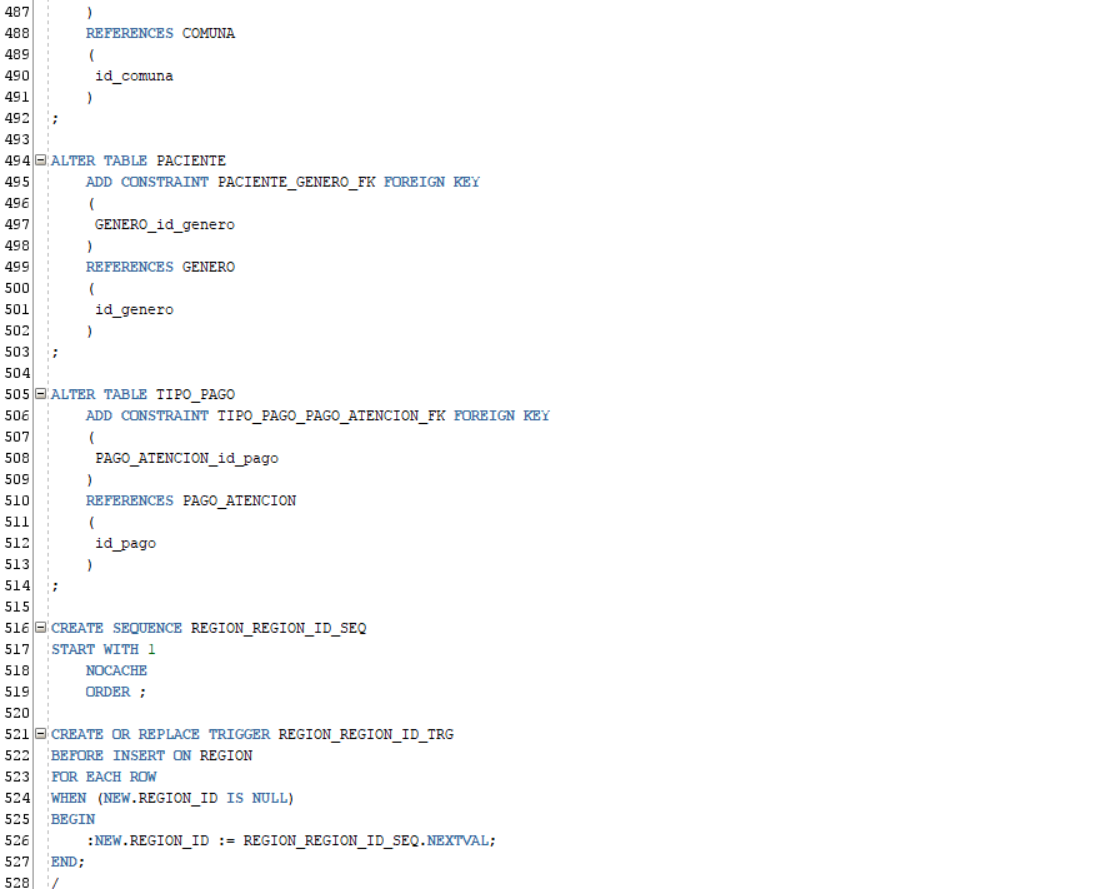 487 )
488 REFERENCES COMUNA
489 (
490 id_comuna
491 )
492 ;
493
494 ALTER TABLE PACIENTE
495 ADD CONSTRAINT PACIENTE_GENERO_FK FOREIGN KEY
496 (
497 GENERO_id_genero
498 )
499 REFERENCES GENERO
500 (
501 id_genero
502 )
503 ;
504
505 ALTER TABLE TIPO_PAGO
506 ADD CONSTRAINT TIPO_PAGO_PAGO_ATENCION_FK FOREIGN KEY
507 (
508 PAGO_ATENCION_id_pago
509 )
510 REFERENCES PAGO_ATENCION
511 (
512 id_pago
513 )
514 ;
515
516 CREATE SEQUENCE REGION_REGION_ID_SEQ
517 START WITH 1
518 NOCACHE
519 ORDER ;
520
521 CREATE OR REPLACE TRIGGER REGION_REGION_ID_TRG
522 BEFORE INSERT ON REGION
523 FOR EACH ROW
524 WHEN (NEW.REGION_ID IS NULL)
525 BEGIN
526 :NEW.REGION_ID := REGION_REGION_ID_SEQ.NEXTVAL;
527 END;
528 /